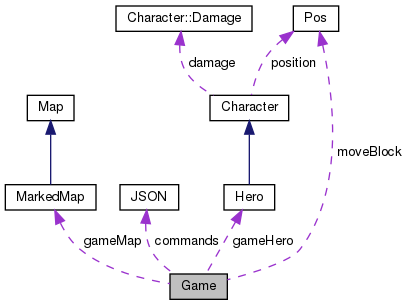 Character::Damage
Pos
damage
position
Map
Character
moveBlock
MarkedMap
JSON
Hero
gameMap
commands
gameHero
Game